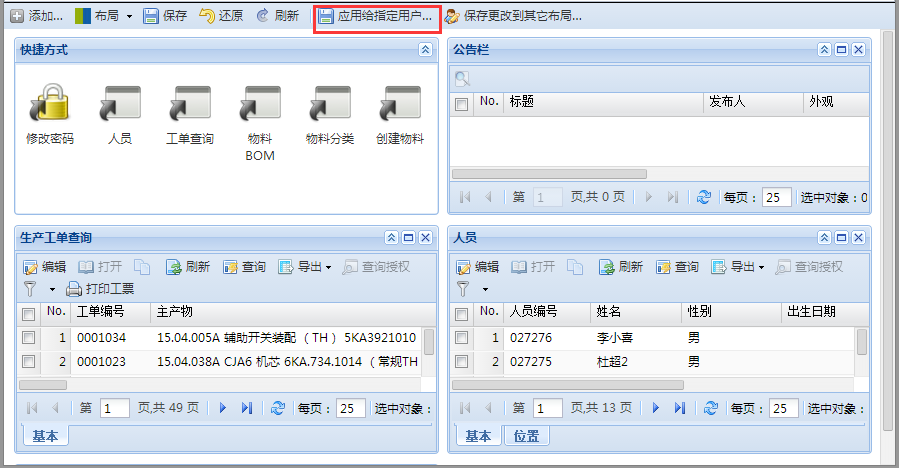 添加... 布局 保存 还原 刷新 应用给指定用户... 保存更改到其它布局...
快捷方式
修改密码 人员 工单查询 物料BOM 物料分类 创建物料
公告栏
No. 标题 发布人 外观
第 1 页,共 0 页 每页： 25 选中对象：0
生产工单查询
编辑 打开 刷新 查询 导出 查询授权
打印工票
No. 工单编号 主产物
1 0001034 15.04.005A 辅助开关装配 （TH） 5KA3921010
2 0001023 15.04.038A CJA6 机芯 6KA.734.1014 （常规TH
第 1 页,共 49 页 每页： 25 选中对象：
基本
人员
编辑 打开 刷新 查询 导出 查询授权
No. 人员编号 姓名 性别 出生日期
1 027276 李小喜 男
2 027275 杜超2 男
第 1 页,共 13 页 每页： 25 选中对象：
基本 位置